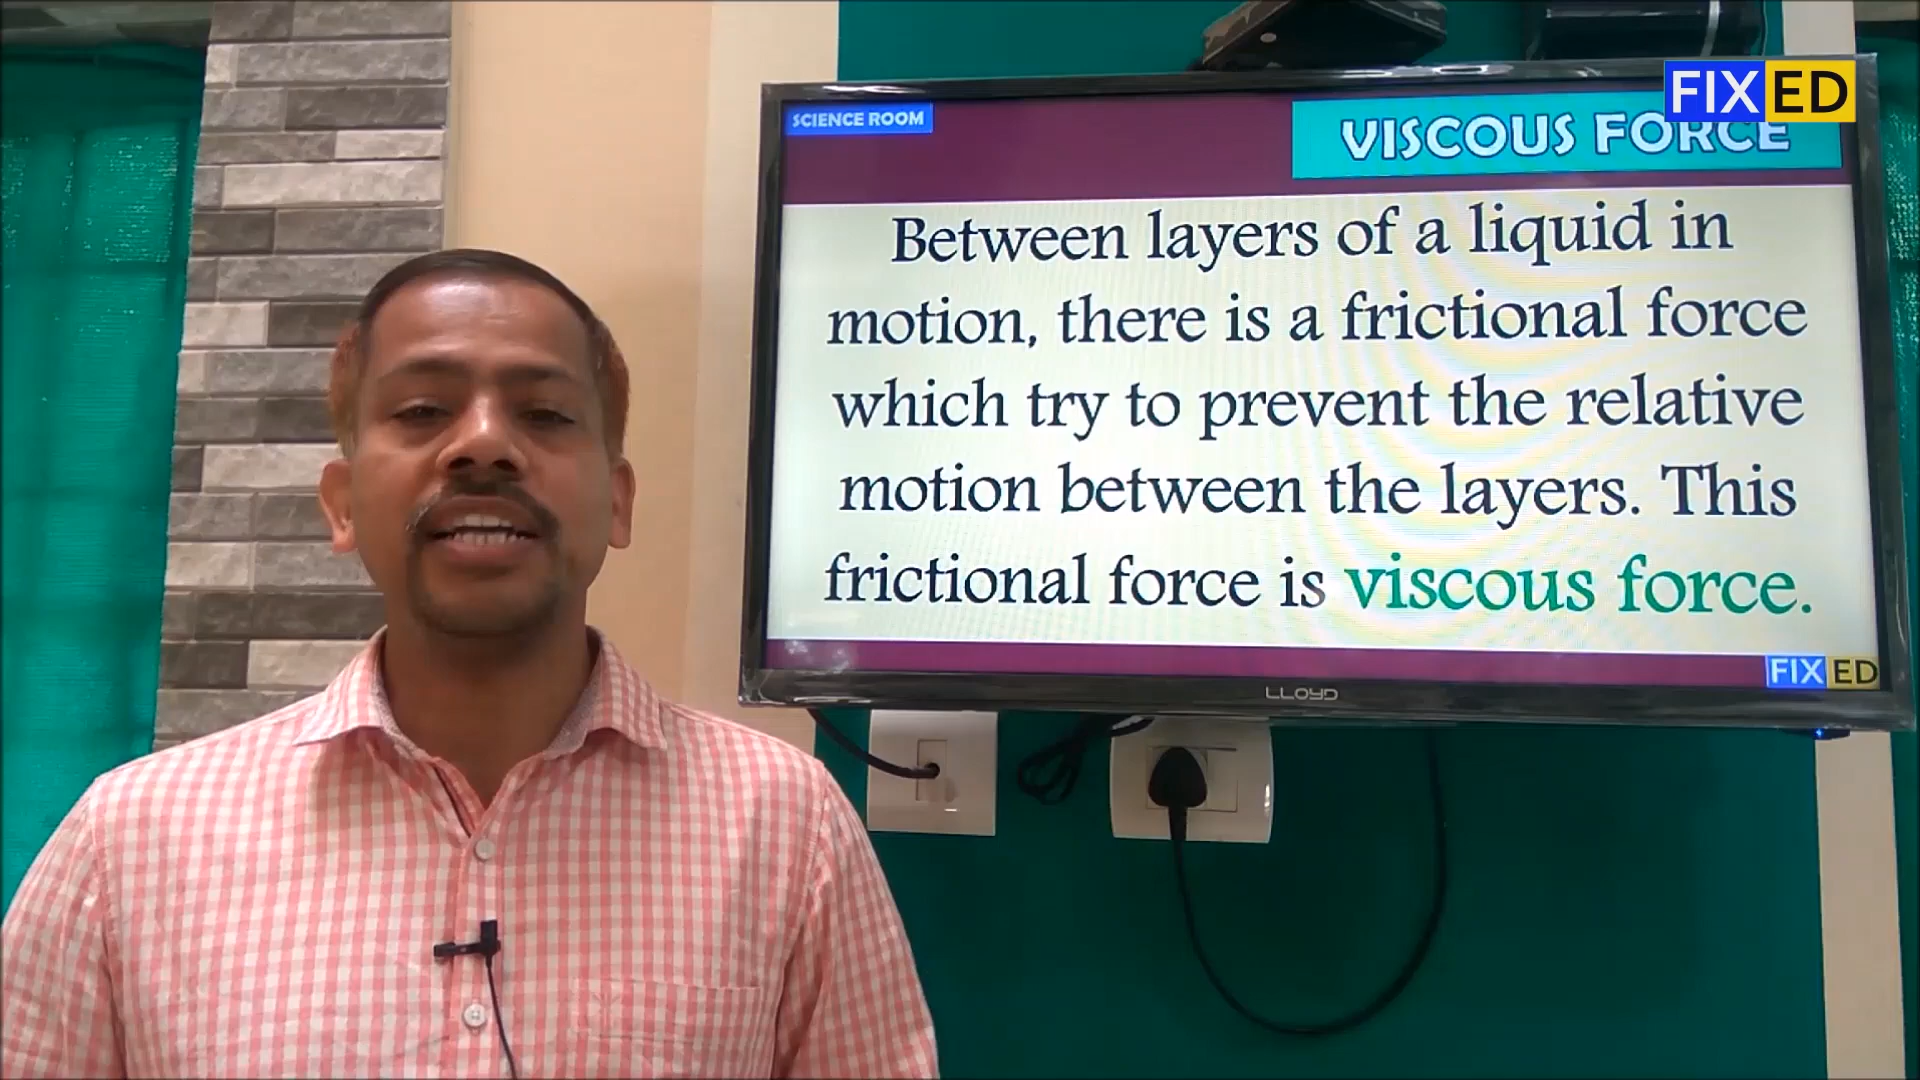 FIXED
SCIENCE ROOM
VISCOUS FORCE
Between layers of a liquid in
motion, there is a frictional force
which try to prevent the relative
motion between the layers. This
frictional force is viscous force.
FIXED
LLOYD